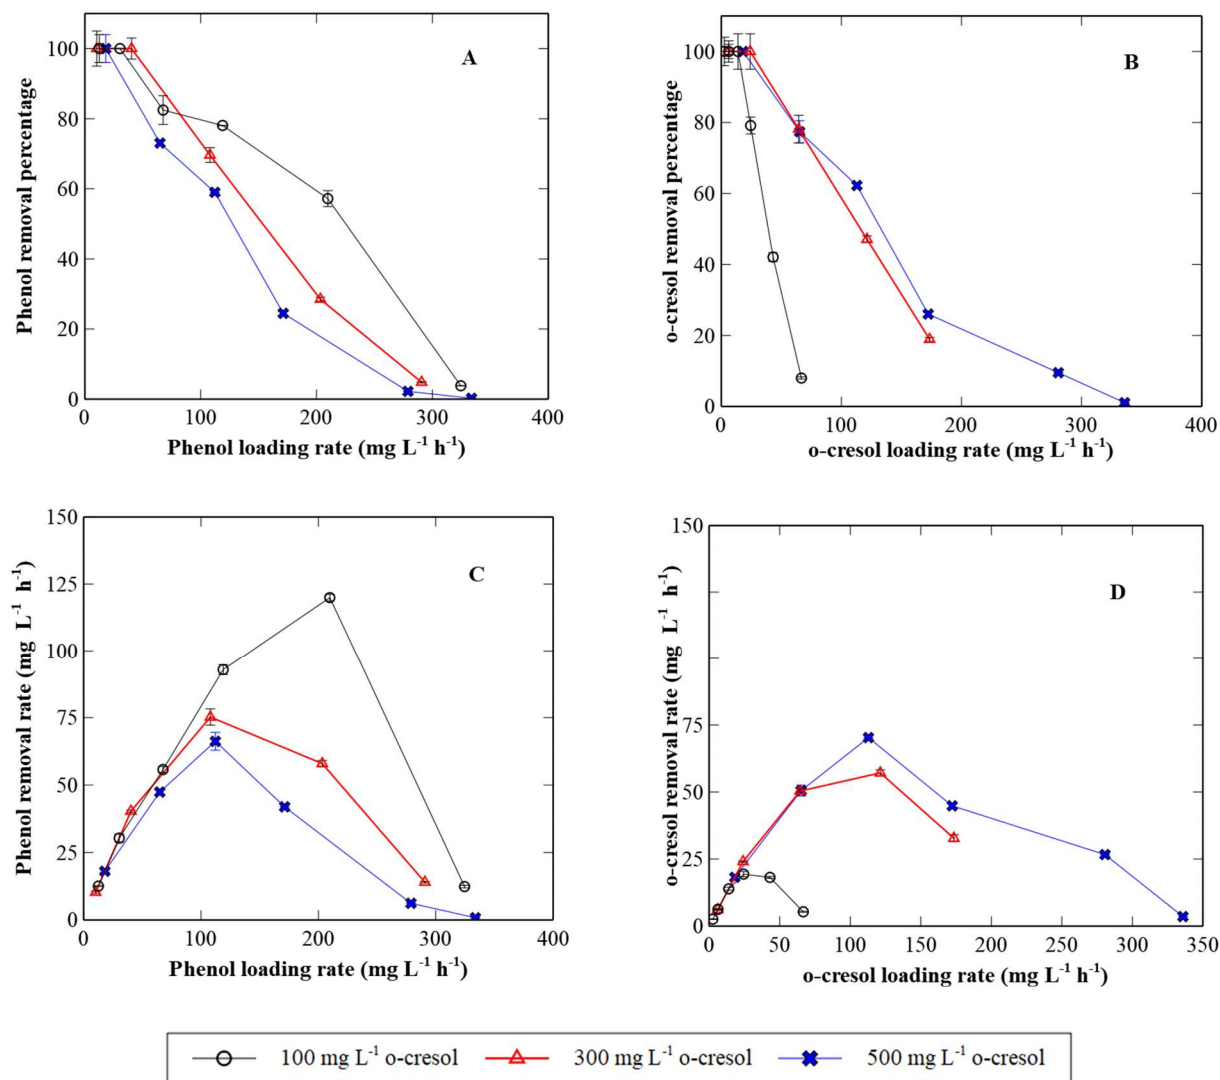 A
Phenol removal percentage
100
80
60
40
20
0
0 100 200 300 400
Phenol loading rate (mg L⁻¹ h⁻¹)
B
o-cresol removal percentage
100
80
60
40
20
0
0 100 200 300 400
o-cresol loading rate (mg L⁻¹ h⁻¹)
C
Phenol removal rate (mg L⁻¹ h⁻¹)
150
125
100
75
50
25
0
0 100 200 300 400
Phenol loading rate (mg L⁻¹ h⁻¹)
D
o-cresol removal rate (mg L⁻¹ h⁻¹)
150
75
50
25
0
0 50 100 150 200 250 300 350
o-cresol loading rate (mg L⁻¹ h⁻¹)
100 mg L⁻¹ o-cresol 300 mg L⁻¹ o-cresol 500 mg L⁻¹ o-cresol